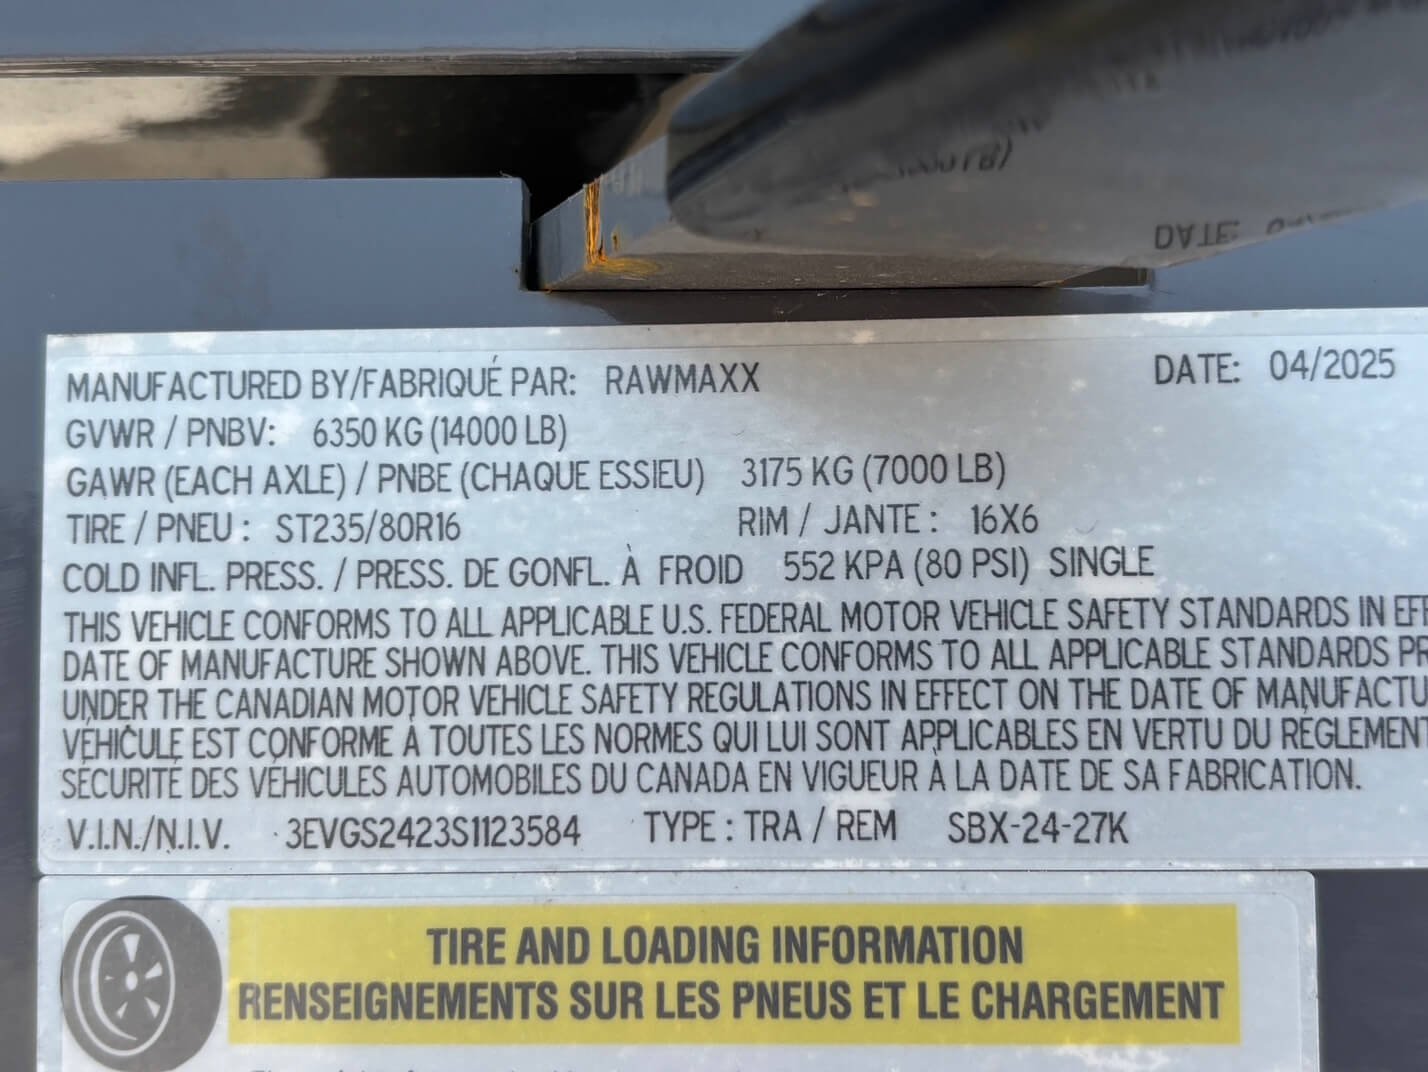 MANUFACTURED BY/FABRIQUÉ PAR: RAWMAXX DATE: 04/2025
GVWR / PNBV: 6350 KG (14000 LB)
GAWR (EACH AXLE) / PNBE (CHAQUE ESSIEU) 3175 KG (7000 LB)
TIRE / PNEU : ST235/80R16 RIM / JANTE : 16X6
COLD INFL. PRESS. / PRESS. DE GONFL. À FROID 552 KPA (80 PSI) SINGLE
THIS VEHICLE CONFORMS TO ALL APPLICABLE U.S. FEDERAL MOTOR VEHICLE SAFETY STANDARDS IN
DATE OF MANUFACTURE SHOWN ABOVE. THIS VEHICLE CONFORMS TO ALL APPLICABLE STANDARDS
UNDER THE CANADIAN MOTOR VEHICLE SAFETY REGULATIONS IN EFFECT ON THE DATE OF
VÉHICULE EST CONFORME À TOUTES LES NORMES QUI LUI SONT APPLICABLES EN VERTU DU RÈGLEMENT
SÉCURITÉ DES VÉHICULES AUTOMOBILES DU CANADA EN VIGUEUR À LA DATE DE SA FABRICATION.
V.I.N./N.I.V. 3EVGS2423S1123584 TYPE : TRA / REM SBX-24-27K
TIRE AND LOADING INFORMATION
RENSEIGNEMENTS SUR LES PNEUS ET LE CHARGEMENT